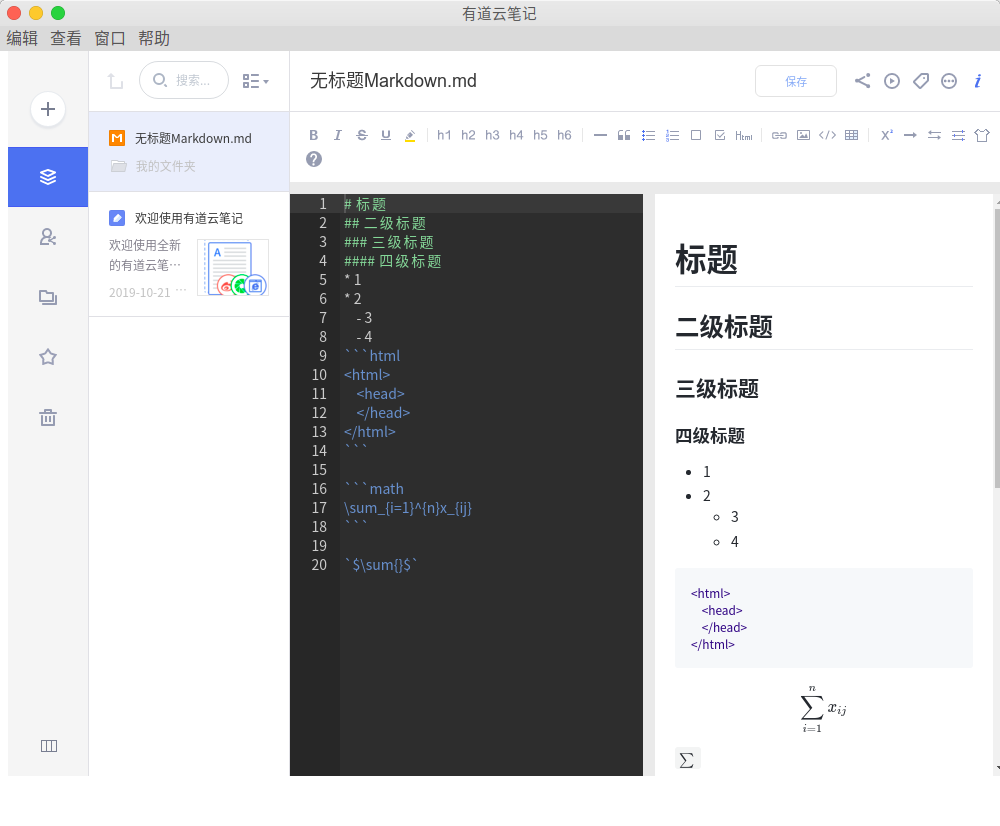 有道云笔记
编辑 查看 窗口 帮助
搜索...
无标题Markdown.md
我的文件夹
欢迎使用有道云笔记
欢迎使用全新
的有道云笔…
2019-10-21 …
无标题Markdown.md
保存
B I S U h1 h2 h3 h4 h5 h6 Html X²
1 # 标题
2 ## 二级标题
3 ### 三级标题
4 #### 四级标题
5 * 1
6 * 2
7 - 3
8 - 4
9 ```html
10 <html>
11 <head>
12 </head>
13 </html>
14 ```
15
16 ```math
17 \sum_{i=1}^{n}x_{ij}
18 ```
19
20 `$\sum{}$`
标题
二级标题
三级标题
四级标题
• 1
• 2
◦ 3
◦ 4
<html>
<head>
</head>
</html>
n
∑ x_ij
i=1
∑